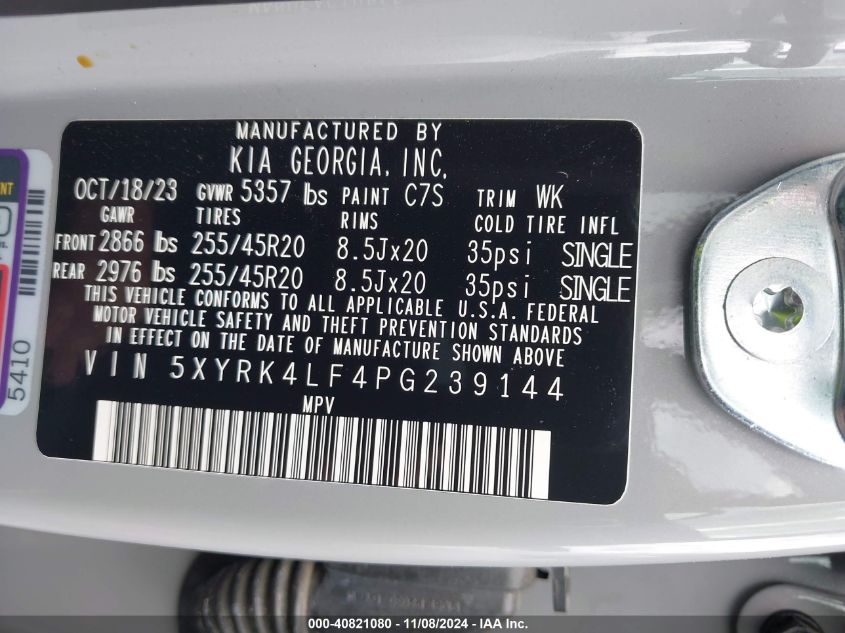 MANUFACTURED BY
KIA GEORGIA, INC.
OCT/18/23 GVWR 5357 lbs PAINT C7S TRIM WK
GAWR TIRES RIMS COLD TIRE INFL
FRONT 2866 lbs 255/45R20 8.5Jx20 35psi SINGLE
REAR 2976 lbs 255/45R20 8.5Jx20 35psi SINGLE
THIS VEHICLE CONFORMS TO ALL APPLICABLE U.S.A. FEDERAL
MOTOR VEHICLE SAFETY AND THEFT PREVENTION STANDARDS
IN EFFECT ON THE DATE OF MANUFACTURE SHOWN ABOVE
VIN 5XYRK4LF4PG239144
MPV
5410
000-40821080 - 11/08/2024 - IAA Inc.